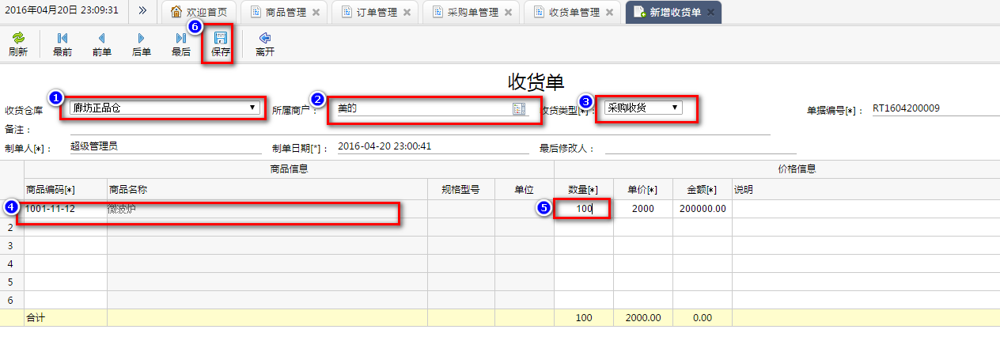 2016年04月20日 23:09:31 » 欢迎首页 商品管理 订单管理 采购单管理 收货单管理 新增收货单
6
刷新 最前 前单 后单 最后 保存 离开
收货单
1 2 3
收货仓库 廊坊正品仓 所属商户： 美的 收货类型[*]： 采购收货 单据编号[*]： RT1604200009
备注：
制单人[*]： 超级管理员 制单日期[*]： 2016-04-20 23:00:41 最后修改人：
商品信息 价格信息
商品编码[*] 商品名称 规格型号 单位 数量[*] 单价[*] 金额[*] 说明
4 1001-11-12 微波炉 5 100 2000 200000.00
2
3
4
5
6
合计 100 2000.00 0.00